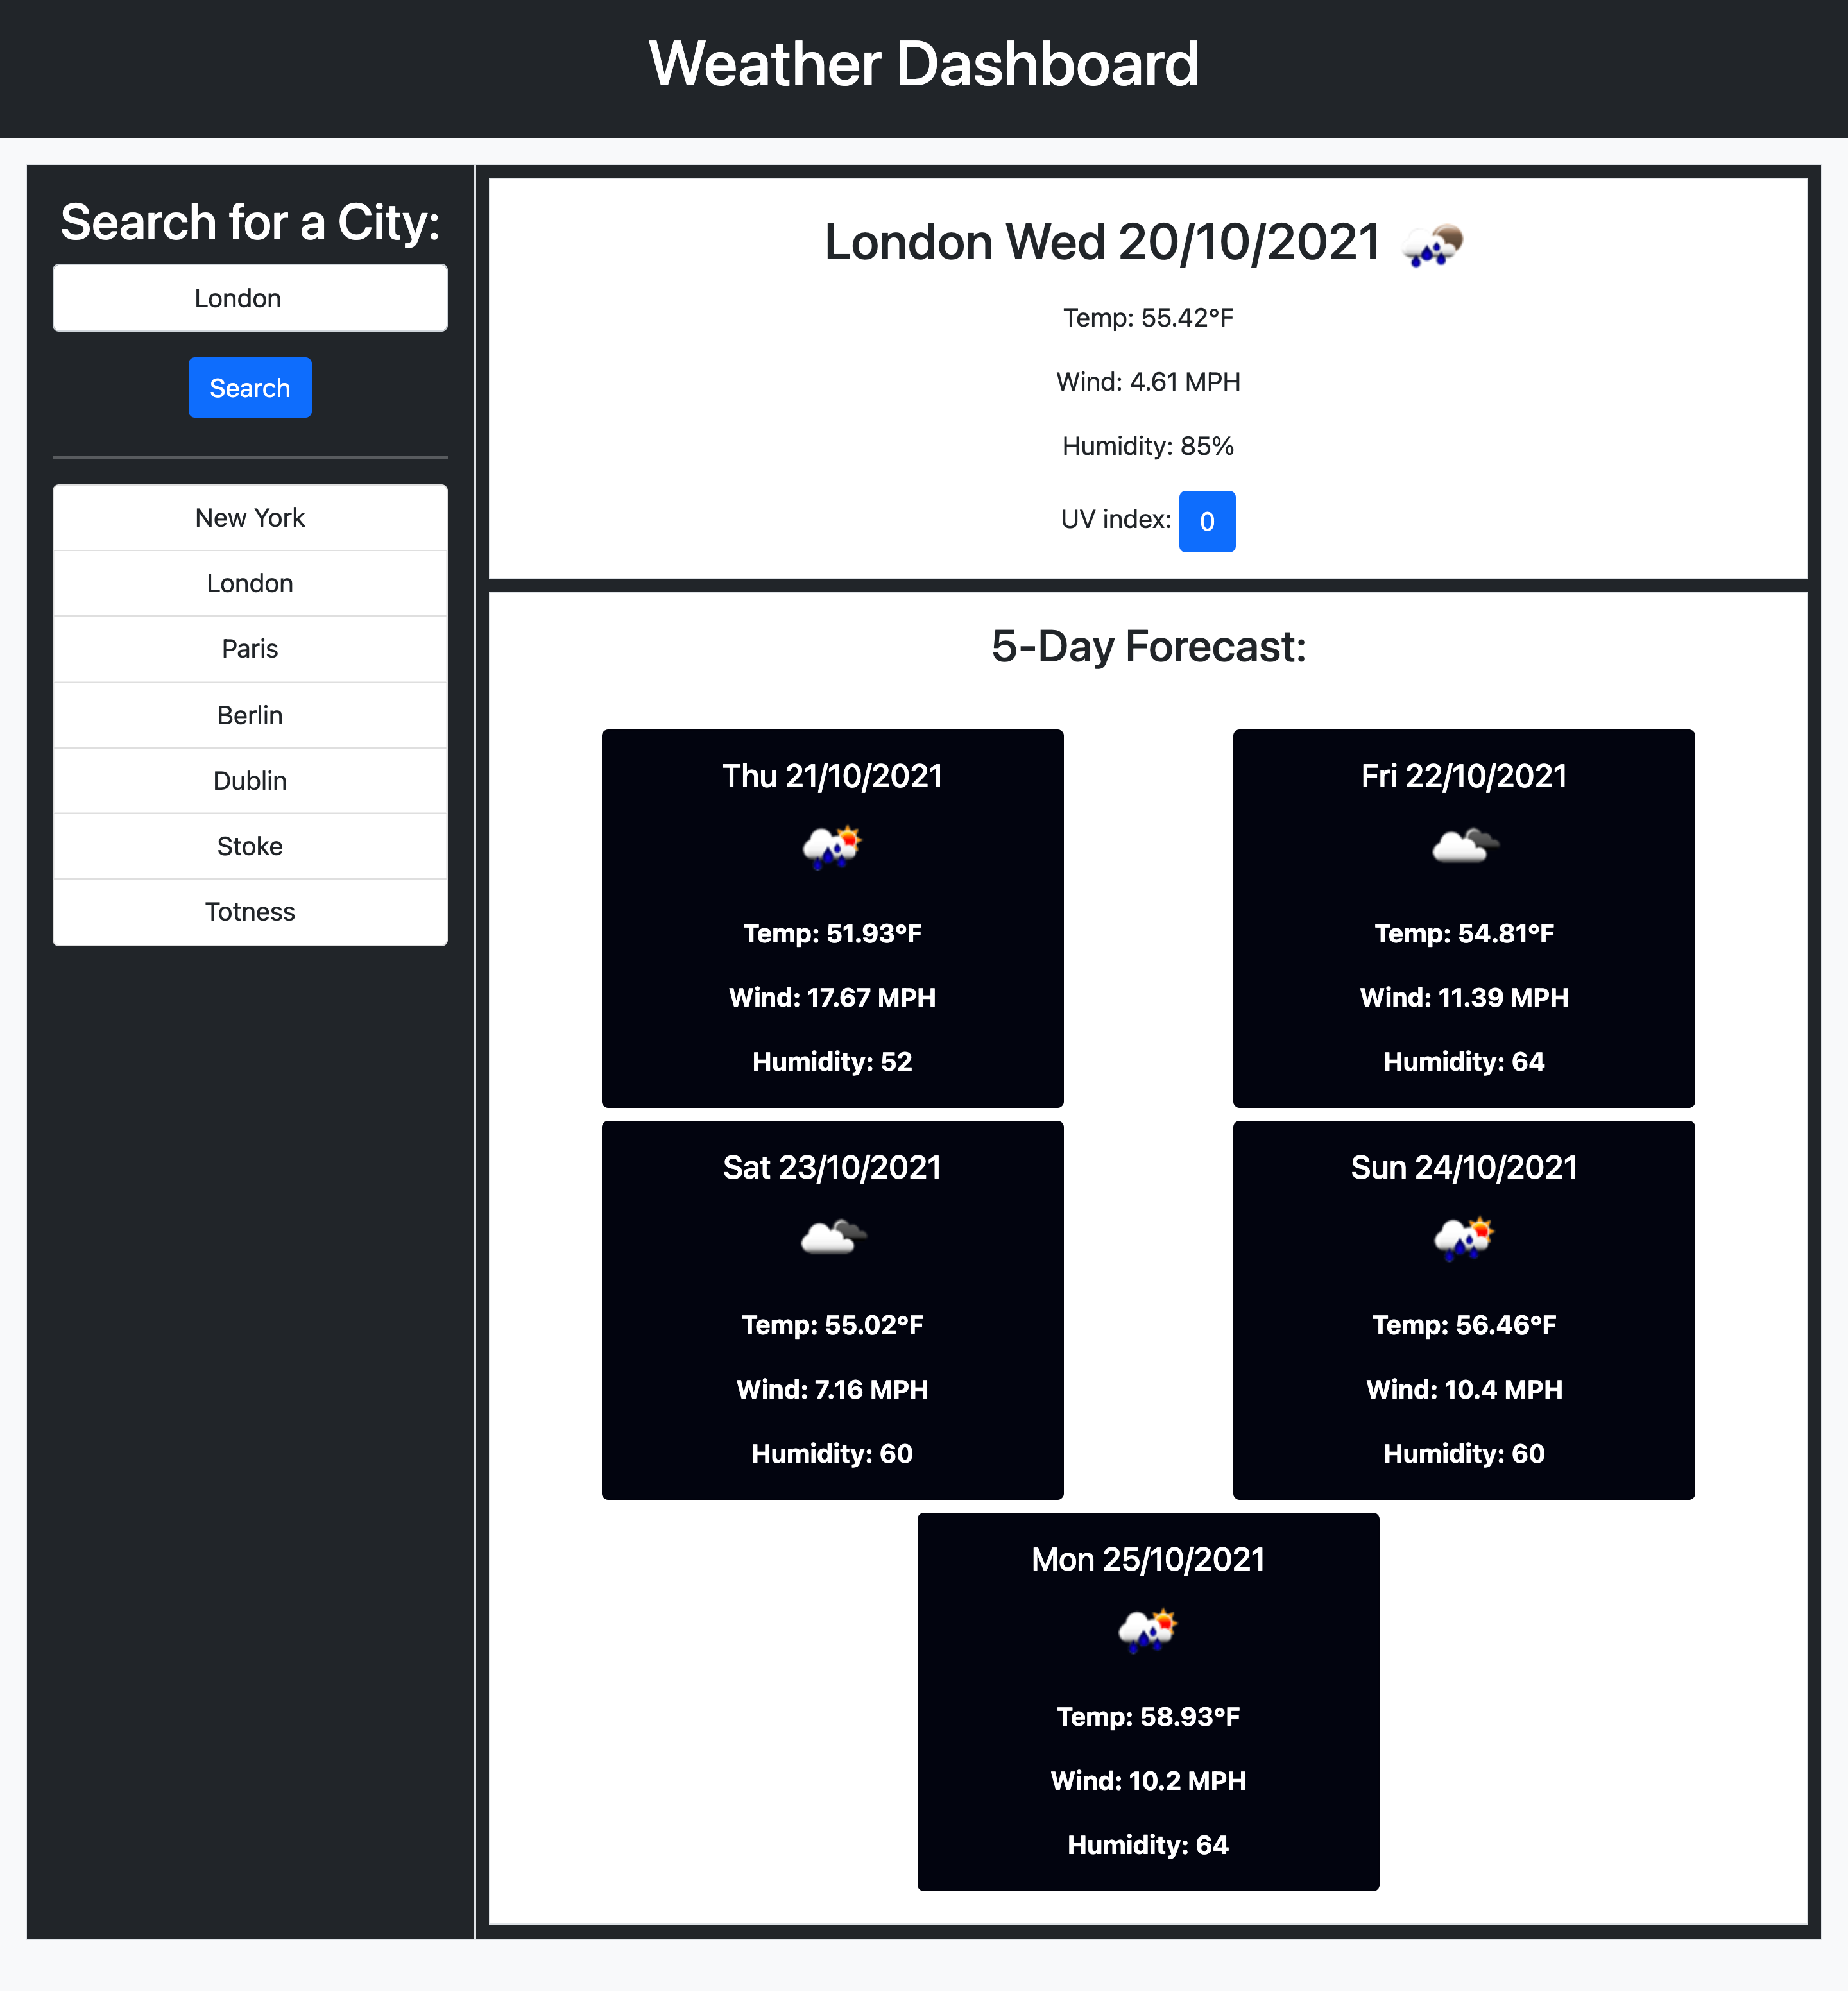 Weather Dashboard
Search for a City:
London
Search
New York
London
Paris
Berlin
Dublin
Stoke
Totness
London Wed 20/10/2021
Temp: 55.42°F
Wind: 4.61 MPH
Humidity: 85%
UV index: 0
5-Day Forecast:
Thu 21/10/2021
Temp: 51.93°F
Wind: 17.67 MPH
Humidity: 52
Fri 22/10/2021
Temp: 54.81°F
Wind: 11.39 MPH
Humidity: 64
Sat 23/10/2021
Temp: 55.02°F
Wind: 7.16 MPH
Humidity: 60
Sun 24/10/2021
Temp: 56.46°F
Wind: 10.4 MPH
Humidity: 60
Mon 25/10/2021
Temp: 58.93°F
Wind: 10.2 MPH
Humidity: 64